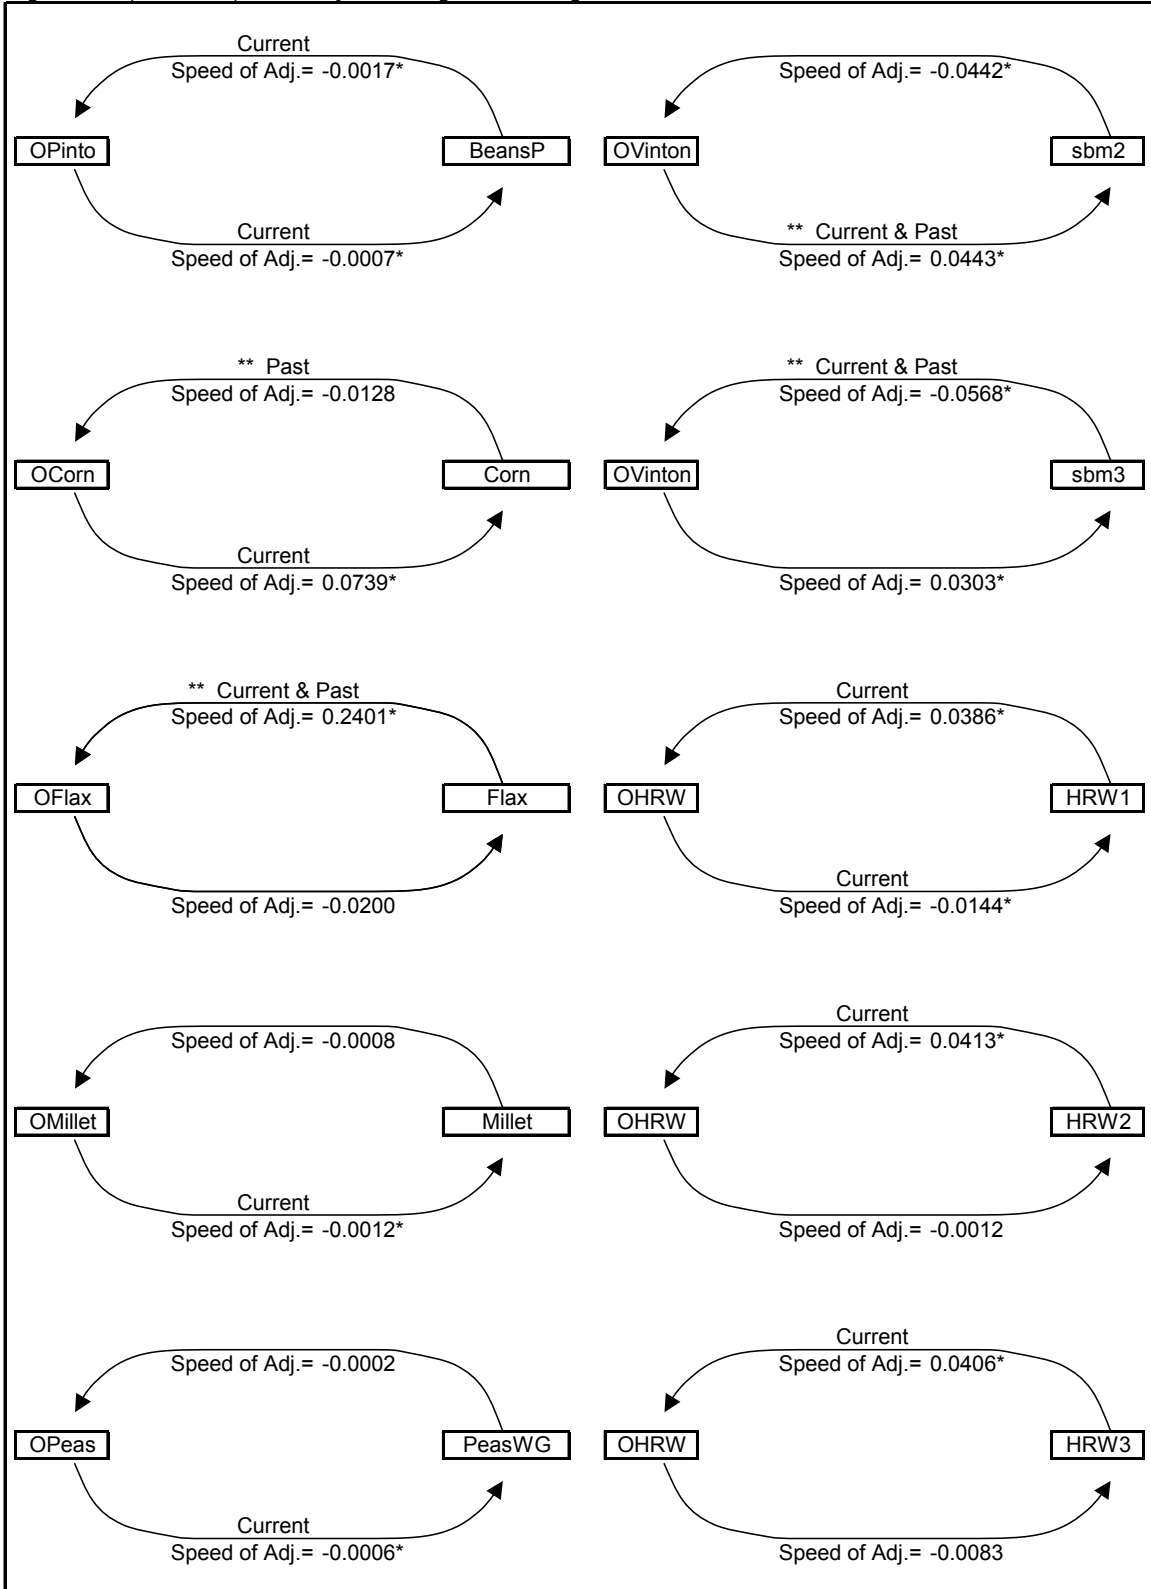 Current
Speed of Adj.= -0.0017*
OPinto
BeansP
Current
Speed of Adj.= -0.0007*
Speed of Adj.= -0.0442*
OVinton
sbm2
** Current & Past
Speed of Adj.= 0.0443*
** Past
Speed of Adj.= -0.0128
OCorn
Corn
Current
Speed of Adj.= 0.0739*
** Current & Past
Speed of Adj.= -0.0568*
OVinton
sbm3
Speed of Adj.= 0.0303*
** Current & Past
Speed of Adj.= 0.2401*
OFlax
Flax
Speed of Adj.= -0.0200
Current
Speed of Adj.= 0.0386*
OHRW
HRW1
Current
Speed of Adj.= -0.0144*
Speed of Adj.= -0.0008
OMillet
Millet
Current
Speed of Adj.= -0.0012*
Current
Speed of Adj.= 0.0413*
OHRW
HRW2
Speed of Adj.= -0.0012
Speed of Adj.= -0.0002
OPeas
PeasWG
Current
Speed of Adj.= -0.0006*
Current
Speed of Adj.= 0.0406*
OHRW
HRW3
Speed of Adj.= -0.0083